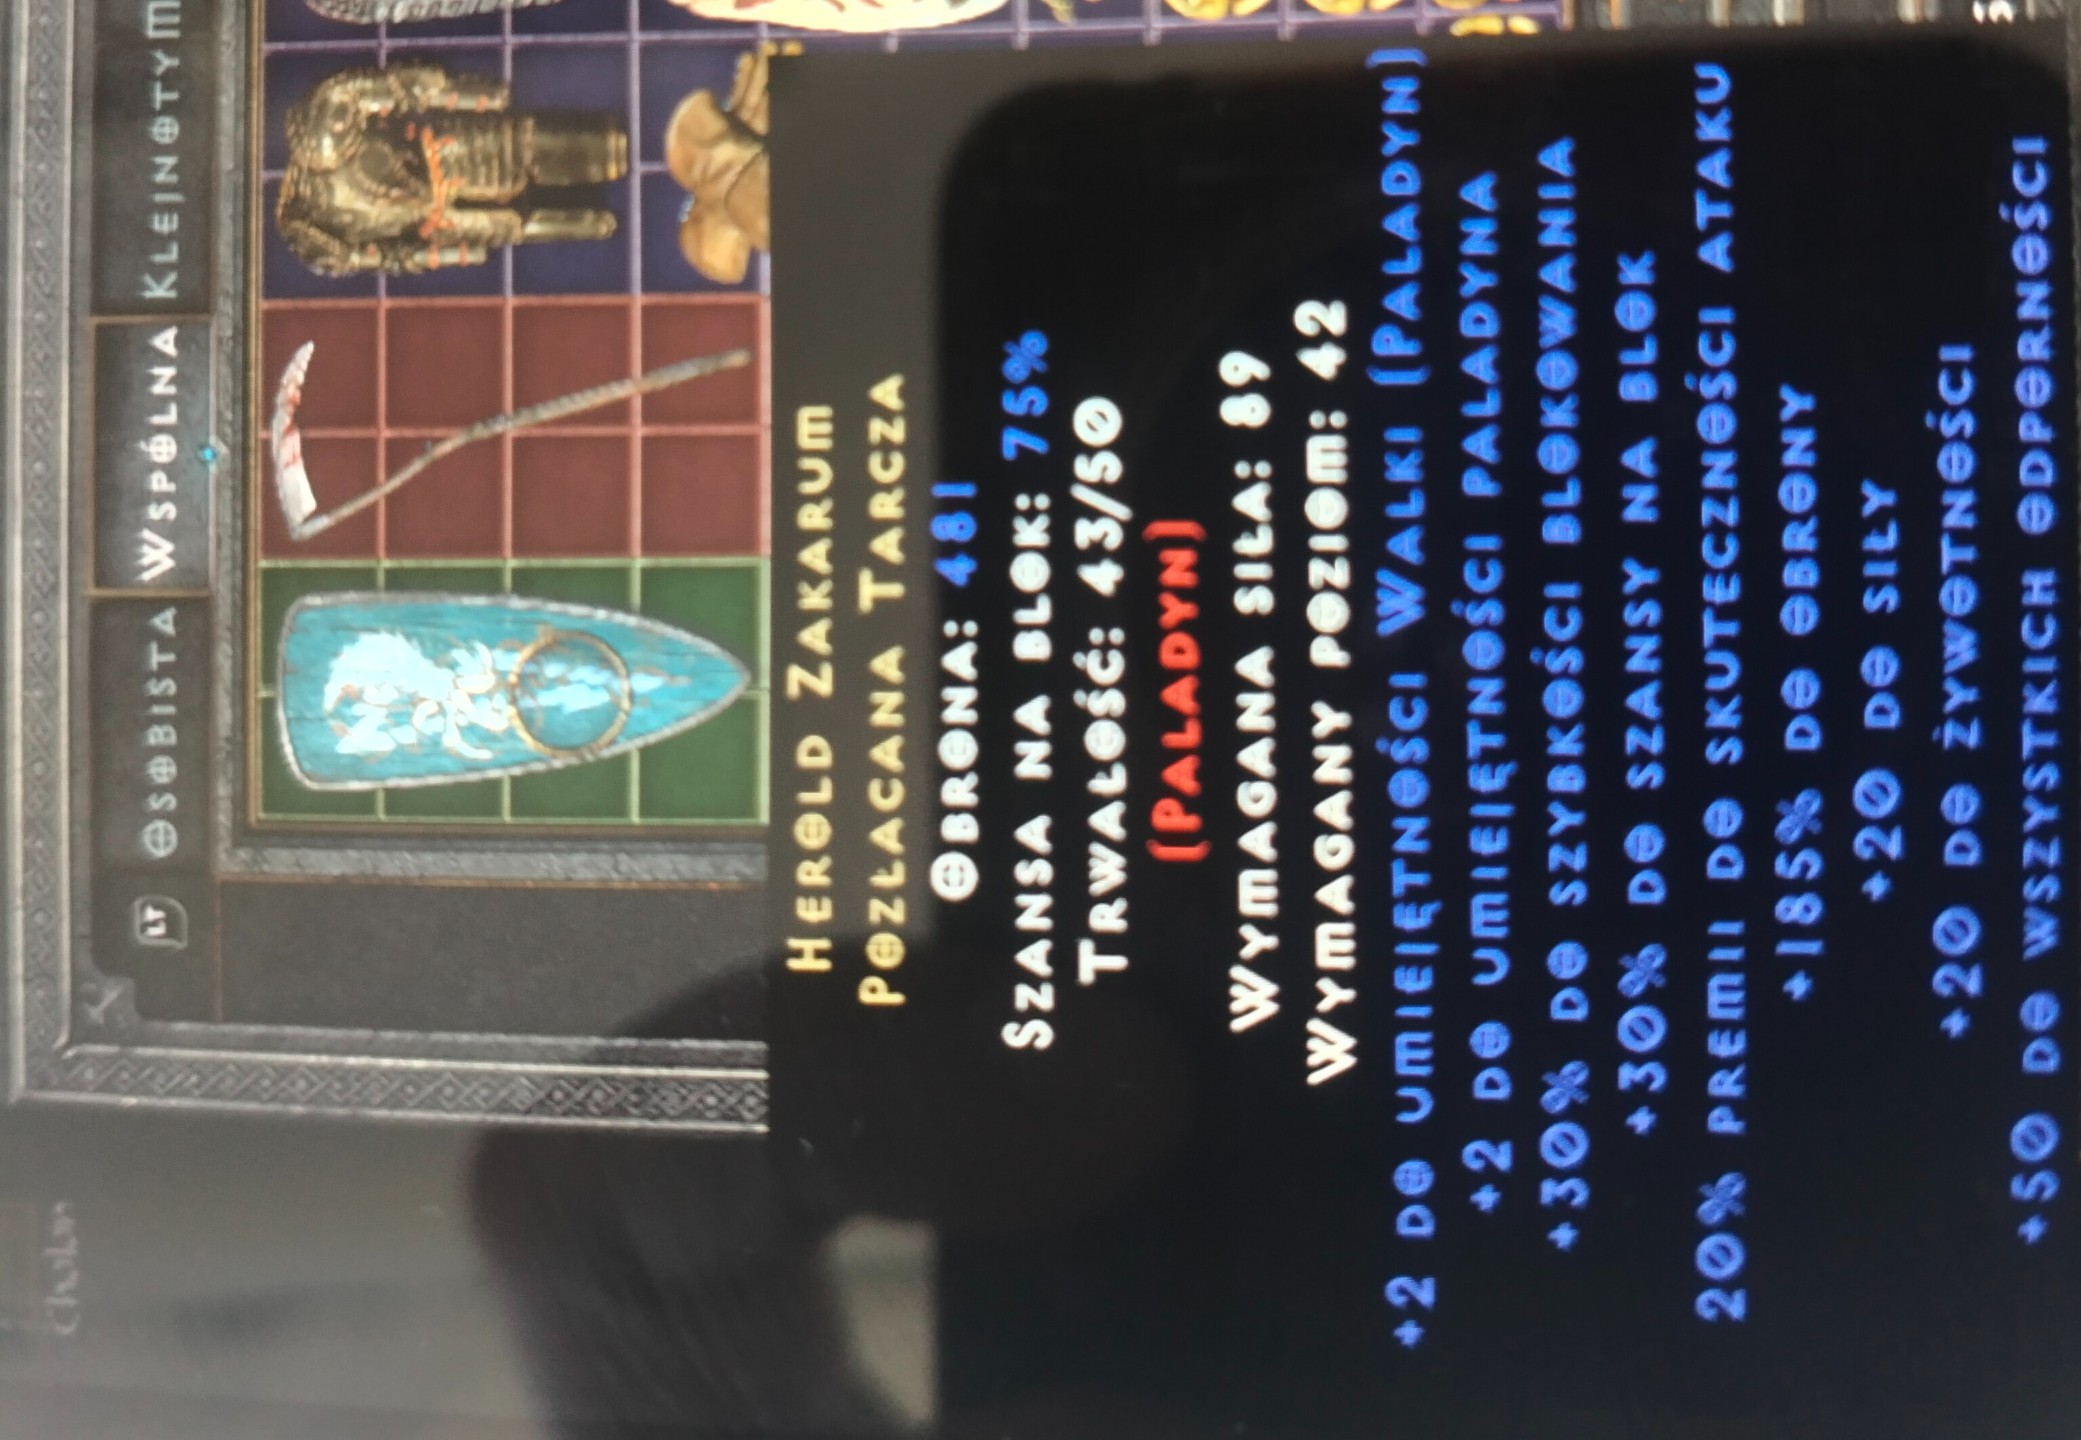 LT
Osobista
Wspólna
Klejnoty
Herold Zakarum
Pozłacana Tarcza
Obrona: 481
Szansa na blok: 75%
Trwałość: 43/50
(Paladyn)
Wymagana siła: 89
Wymagany poziom: 42
+2 do umiejętności Walki (Paladyn)
+2 do umiejętności Paladyna
+30% do szybkości blokowania
+30% do szansy na blok
20% premii do skuteczności ataku
+185% do obrony
+20 do siły
+20 do żywotności
+50 do wszystkich odporności